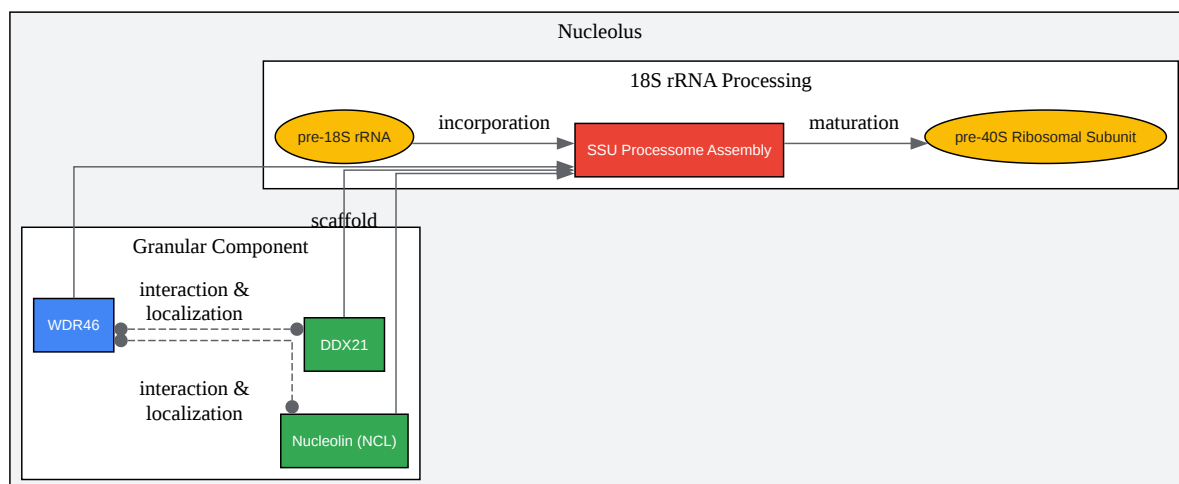 Nucleolus
18S rRNA Processing
pre-18S rRNA
incorporation
SSU Processome Assembly
maturation
pre-40S Ribosomal Subunit
scaffold
Granular Component
WDR46
interaction &
localization
DDX21
interaction &
localization
Nucleolin (NCL)